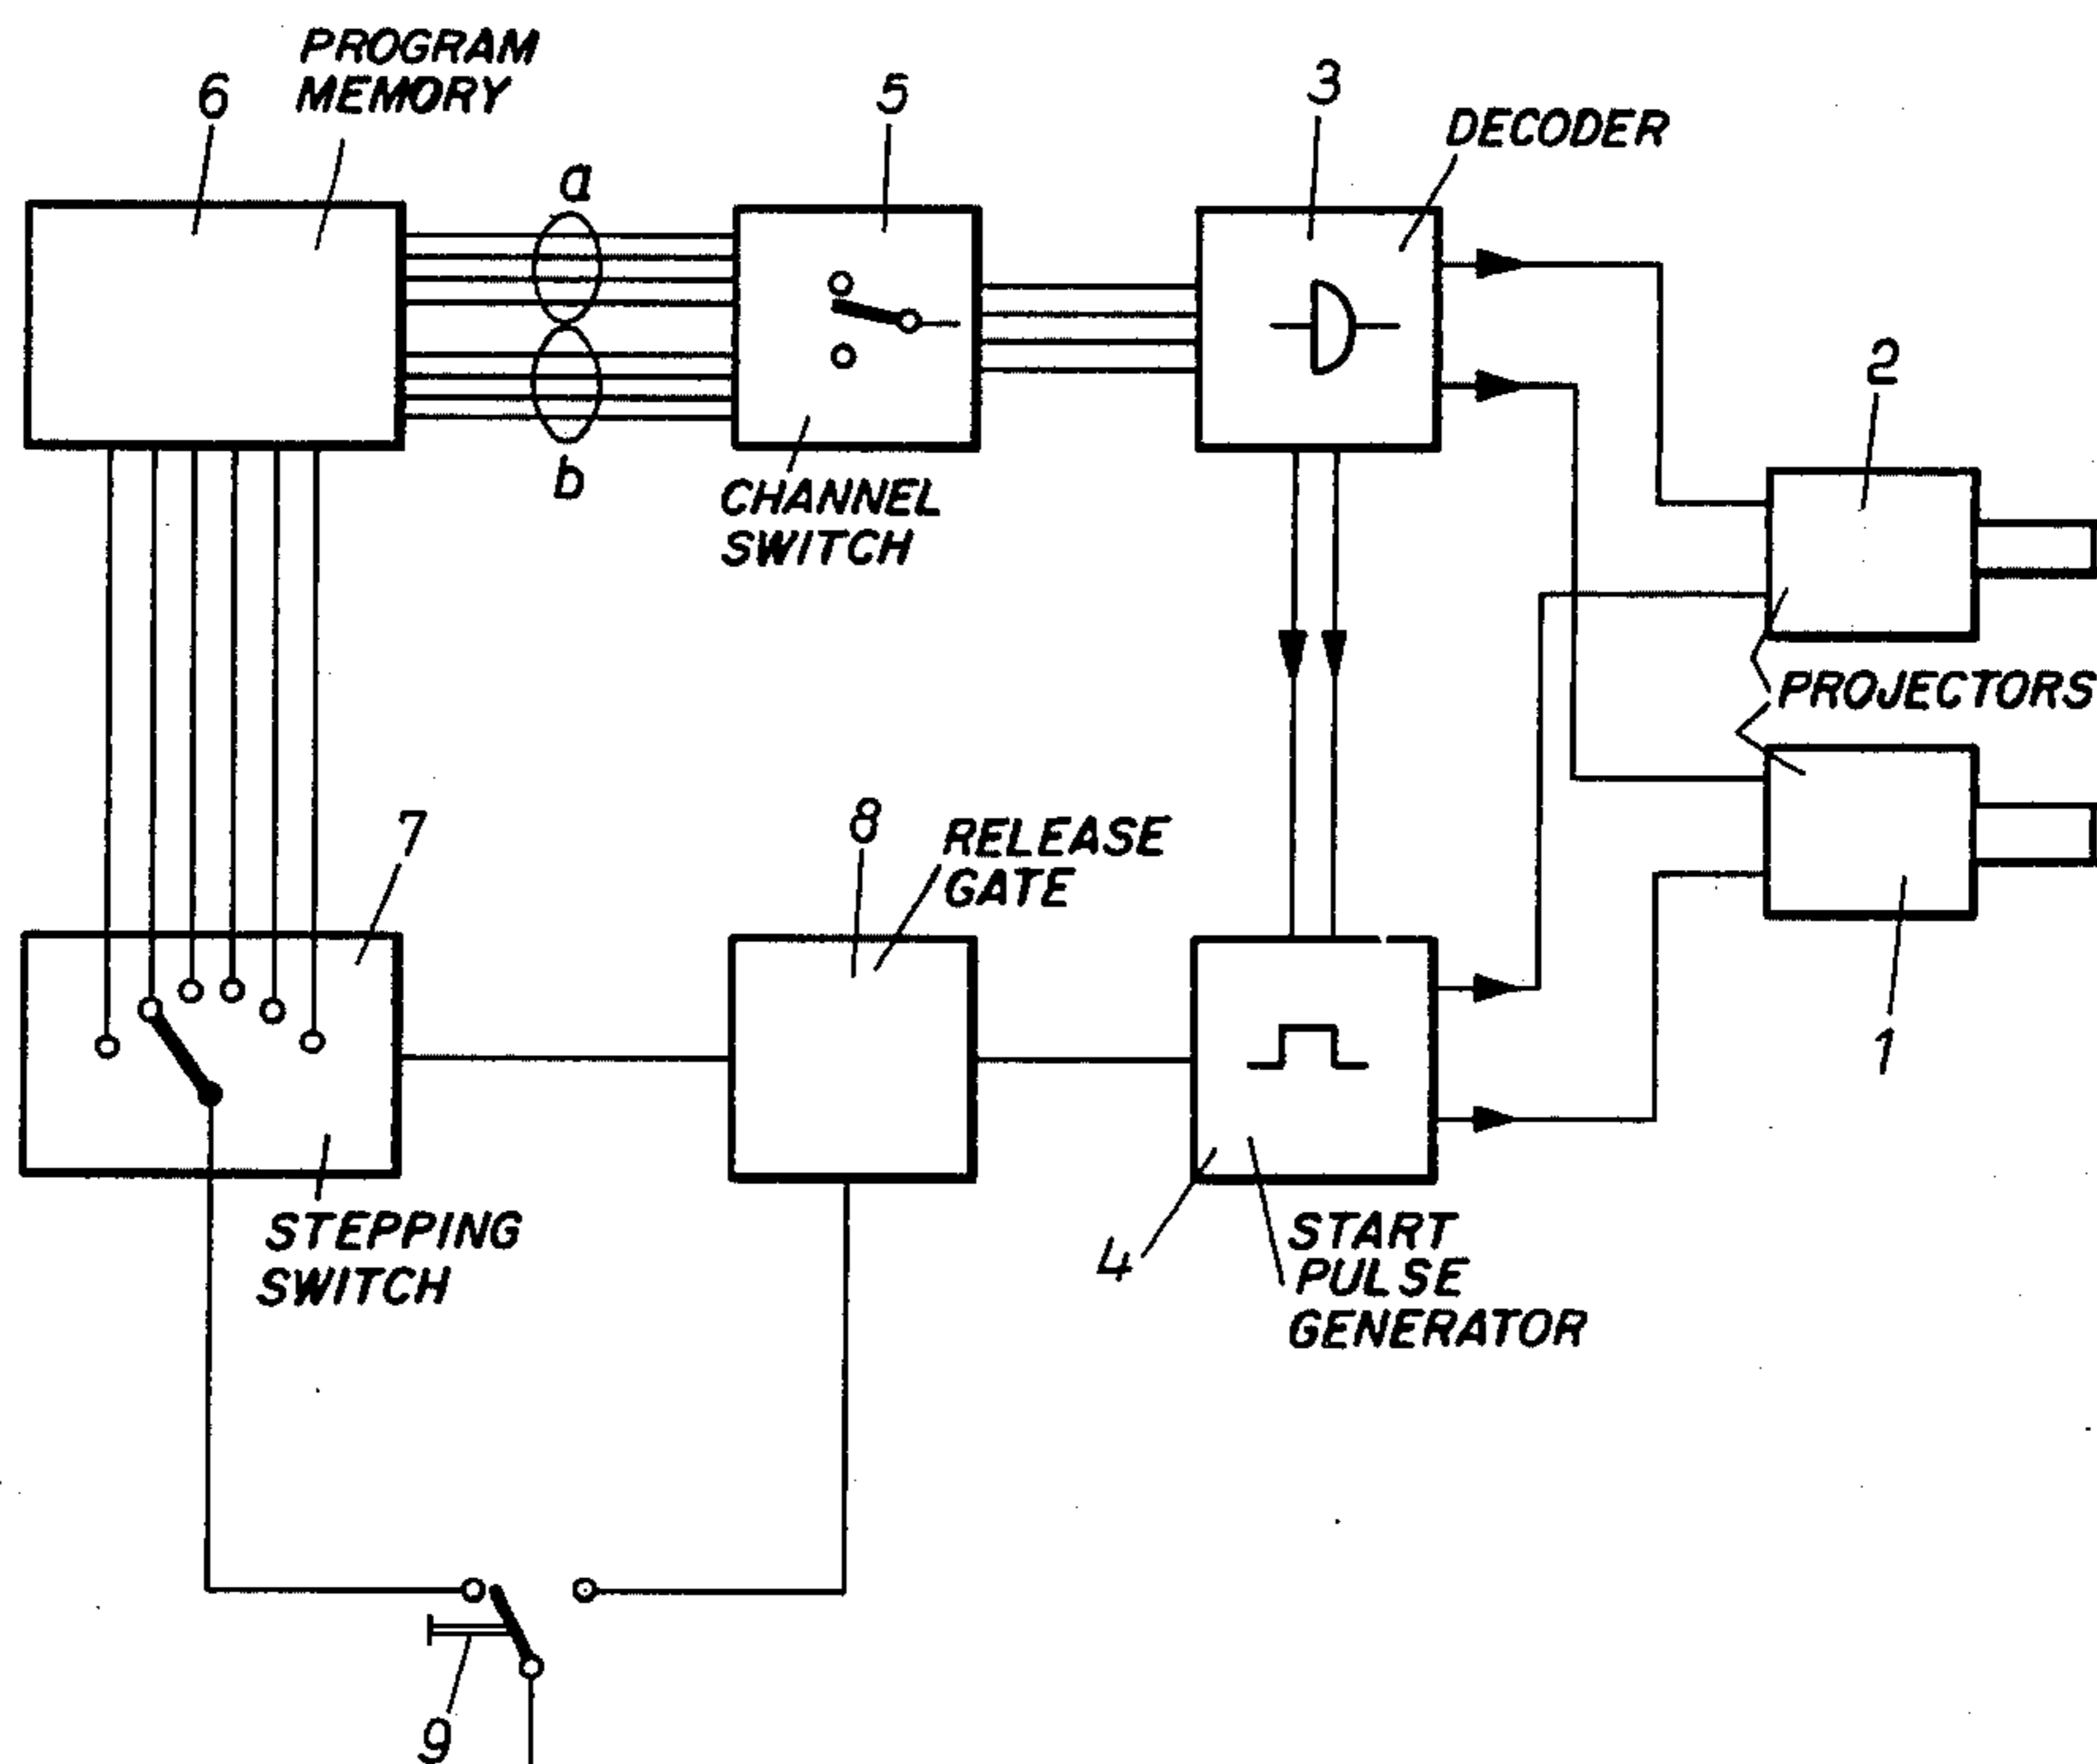 PROGRAM
MEMORY
6
5
3
DECODER
a
b
CHANNEL
SWITCH
2
PROJECTORS
7
8
RELEASE
GATE
1
STEPPING
SWITCH
4
START
PULSE
GENERATOR
9